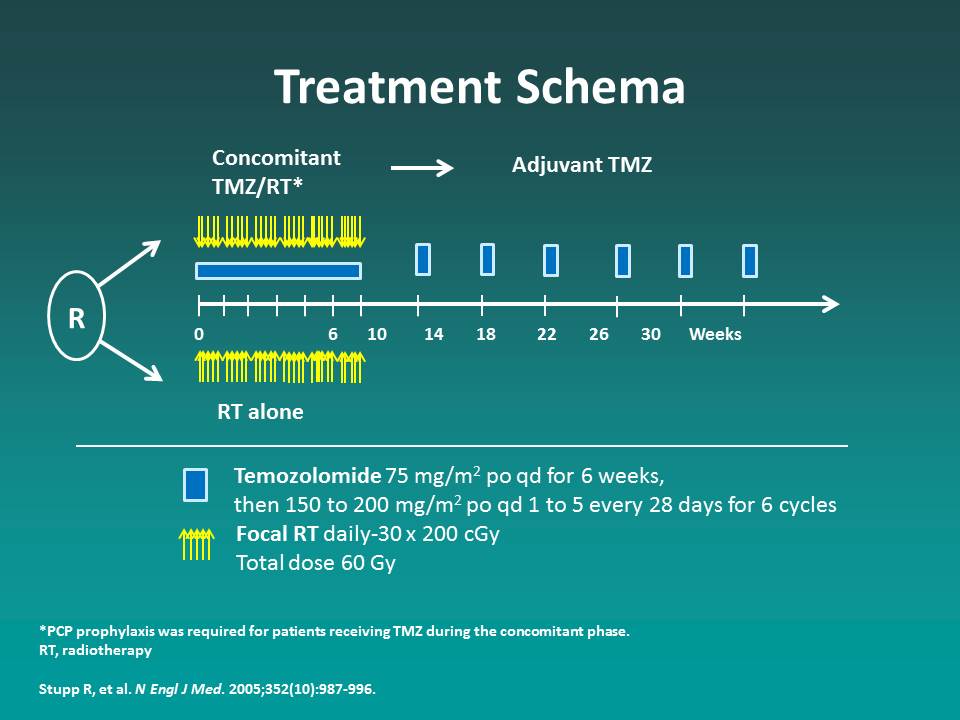 Treatment Schema
Concomitant
TMZ/RT*
Adjuvant TMZ
R
0 6 10 14 18 22 26 30 Weeks
RT alone
Temozolomide 75 mg/m² po qd for 6 weeks,
then 150 to 200 mg/m² po qd 1 to 5 every 28 days for 6 cycles
Focal RT daily-30 x 200 cGy
Total dose 60 Gy
*PCP prophylaxis was required for patients receiving TMZ during the concomitant phase.
RT, radiotherapy
Stupp R, et al. N Engl J Med. 2005;352(10):987-996.